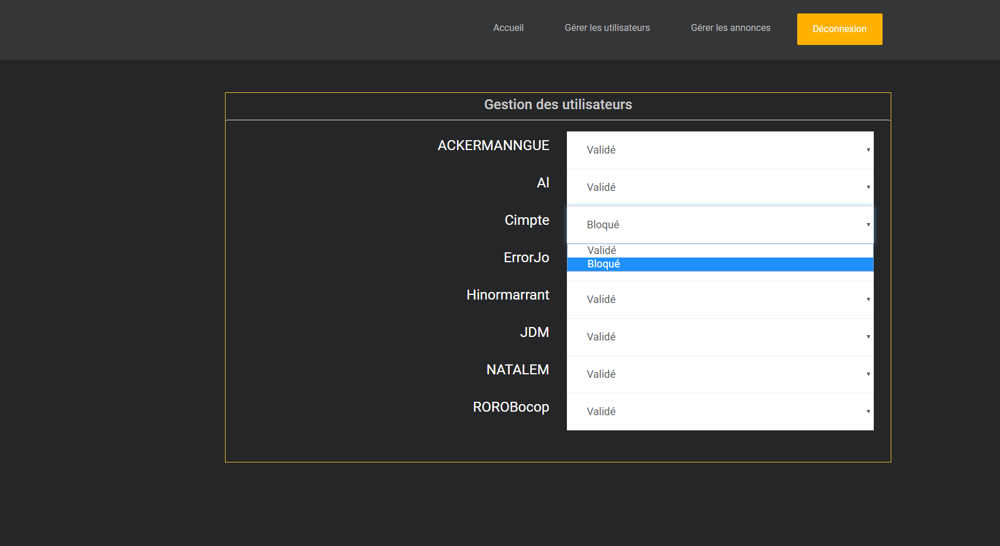 Accueil Gérer les utilisateurs Gérer les annonces Déconnexion
Gestion des utilisateurs
ACKERMANNGUE Validé
Al Validé
Cimpte Bloqué
Validé
ErrorJo
Bloqué
Hinormarrant Validé
JDM Validé
NATALEM Validé
ROROBocop Validé